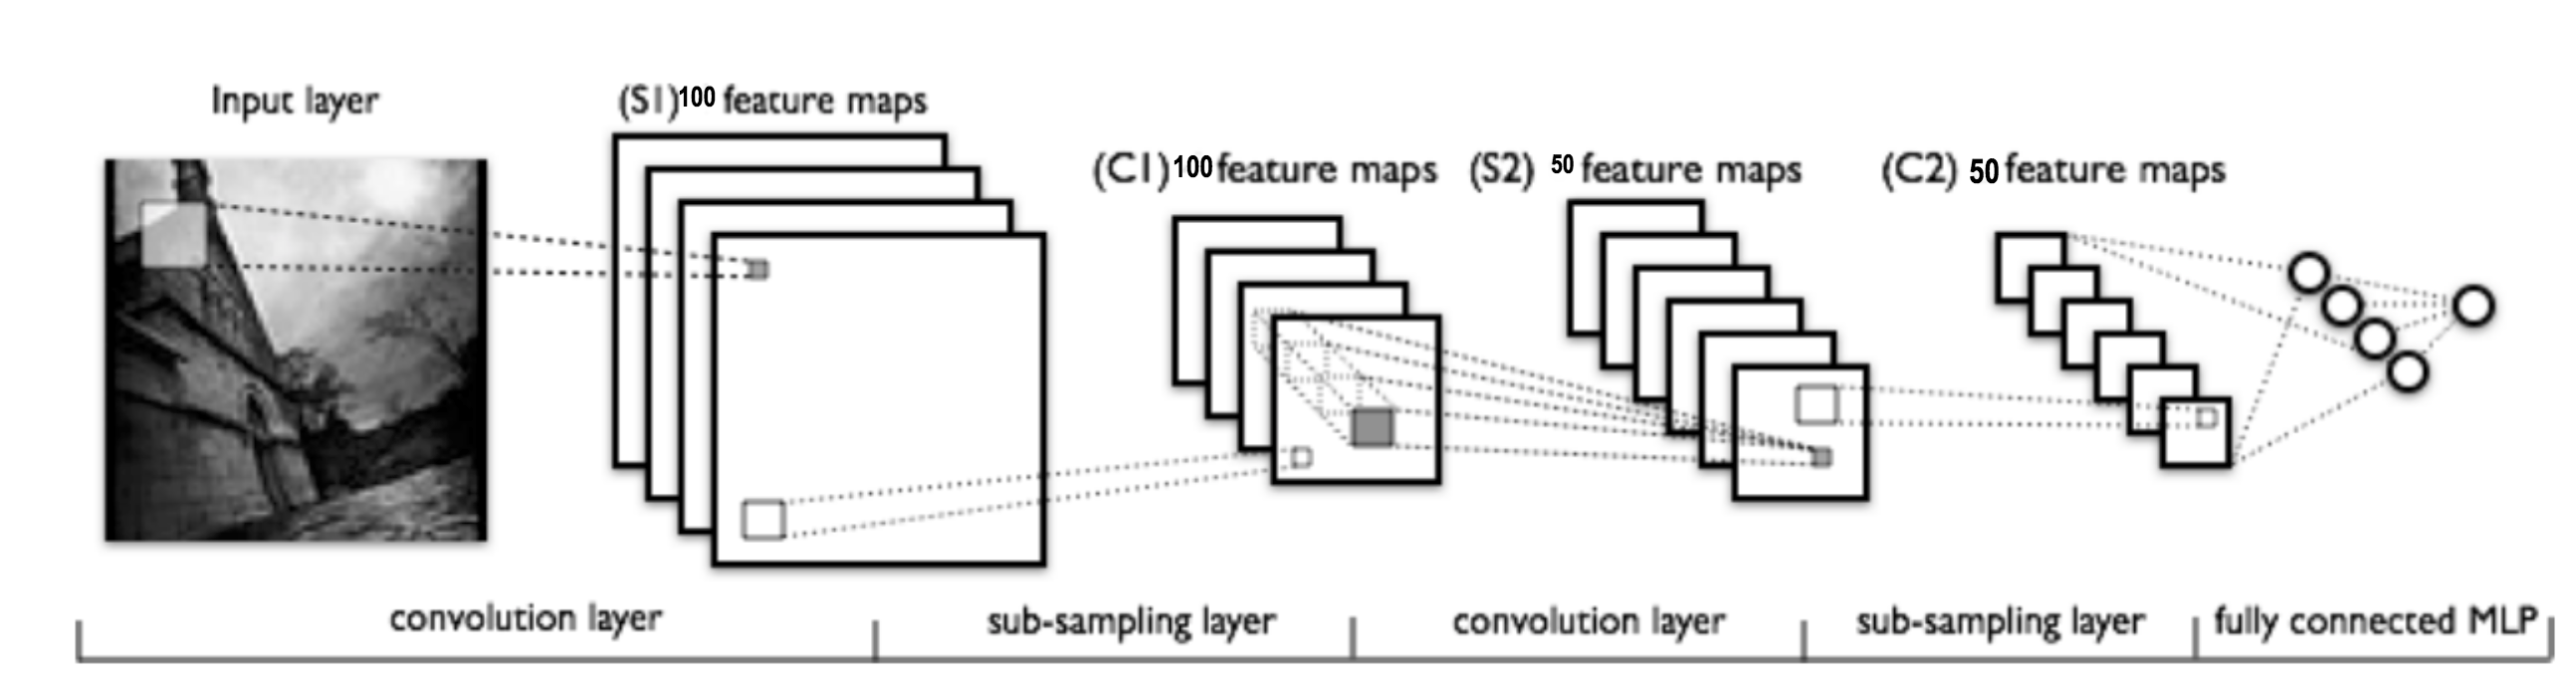 Input layer
(S1) 100 feature maps
(C1) 100 feature maps
(S2) 50 feature maps
(C2) 50 feature maps
convolution layer
sub-sampling layer
convolution layer
sub-sampling layer
fully connected MLP